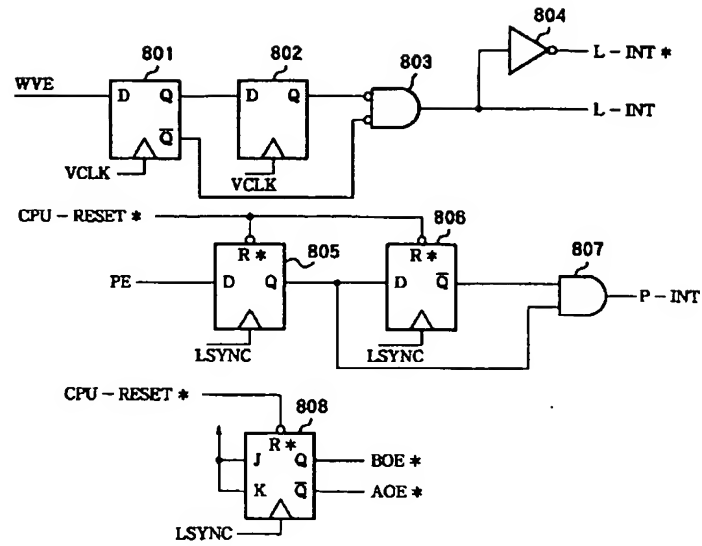 801
802
803
804
WVE
D Q
Q̅
D Q
L - INT *
L - INT
VCLK
VCLK
CPU - RESET *
805
806
807
R *
R *
PE
D Q
D Q̅
P - INT
LSYNC
LSYNC
CPU - RESET *
808
R *
J Q
BOE *
K Q̅
AOE *
LSYNC